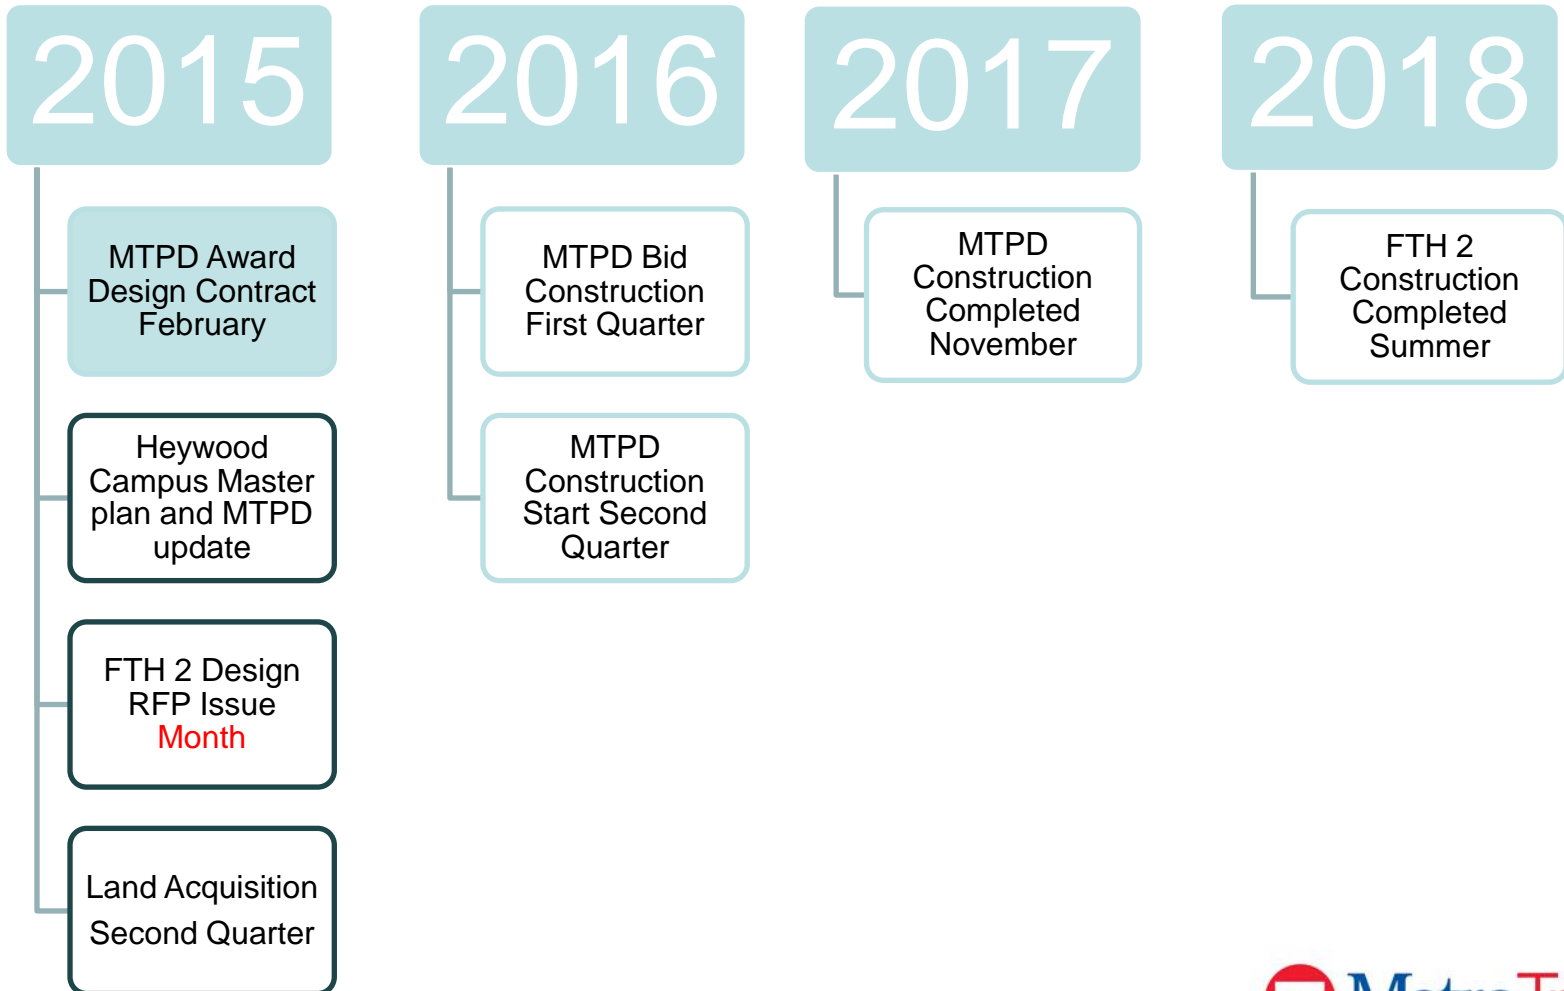 2015
MTPD Award
Design Contract
February
Heywood
Campus Master
plan and MTPD
update
FTH 2 Design
RFP Issue
Month
Land Acquisition
Second Quarter
2016
MTPD Bid
Construction
First Quarter
MTPD
Construction
Start Second
Quarter
2017
MTPD
Construction
Completed
November
2018
FTH 2
Construction
Completed
Summer